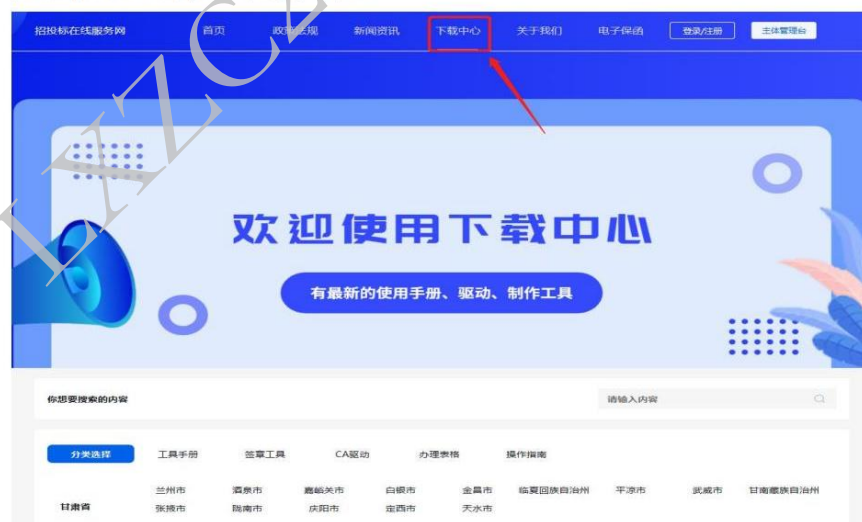 招投标在线服务网 首页 政策法规 新闻资讯 下载中心 关于我们 电子保函 登录/注册 主体管理台
欢迎使用下载中心
有最新的使用手册、驱动、制作工具
你想要搜索的内容 请输入内容
分类选择 工具手册 签章工具 CA驱动 办理表格 操作指南
兰州市 酒泉市 嘉峪关市 白银市 金昌市 临夏回族自治州 平凉市 武威市 甘南藏族自治州
甘肃省
张掖市 陇南市 庆阳市 定西市 天水市
LXZCZ